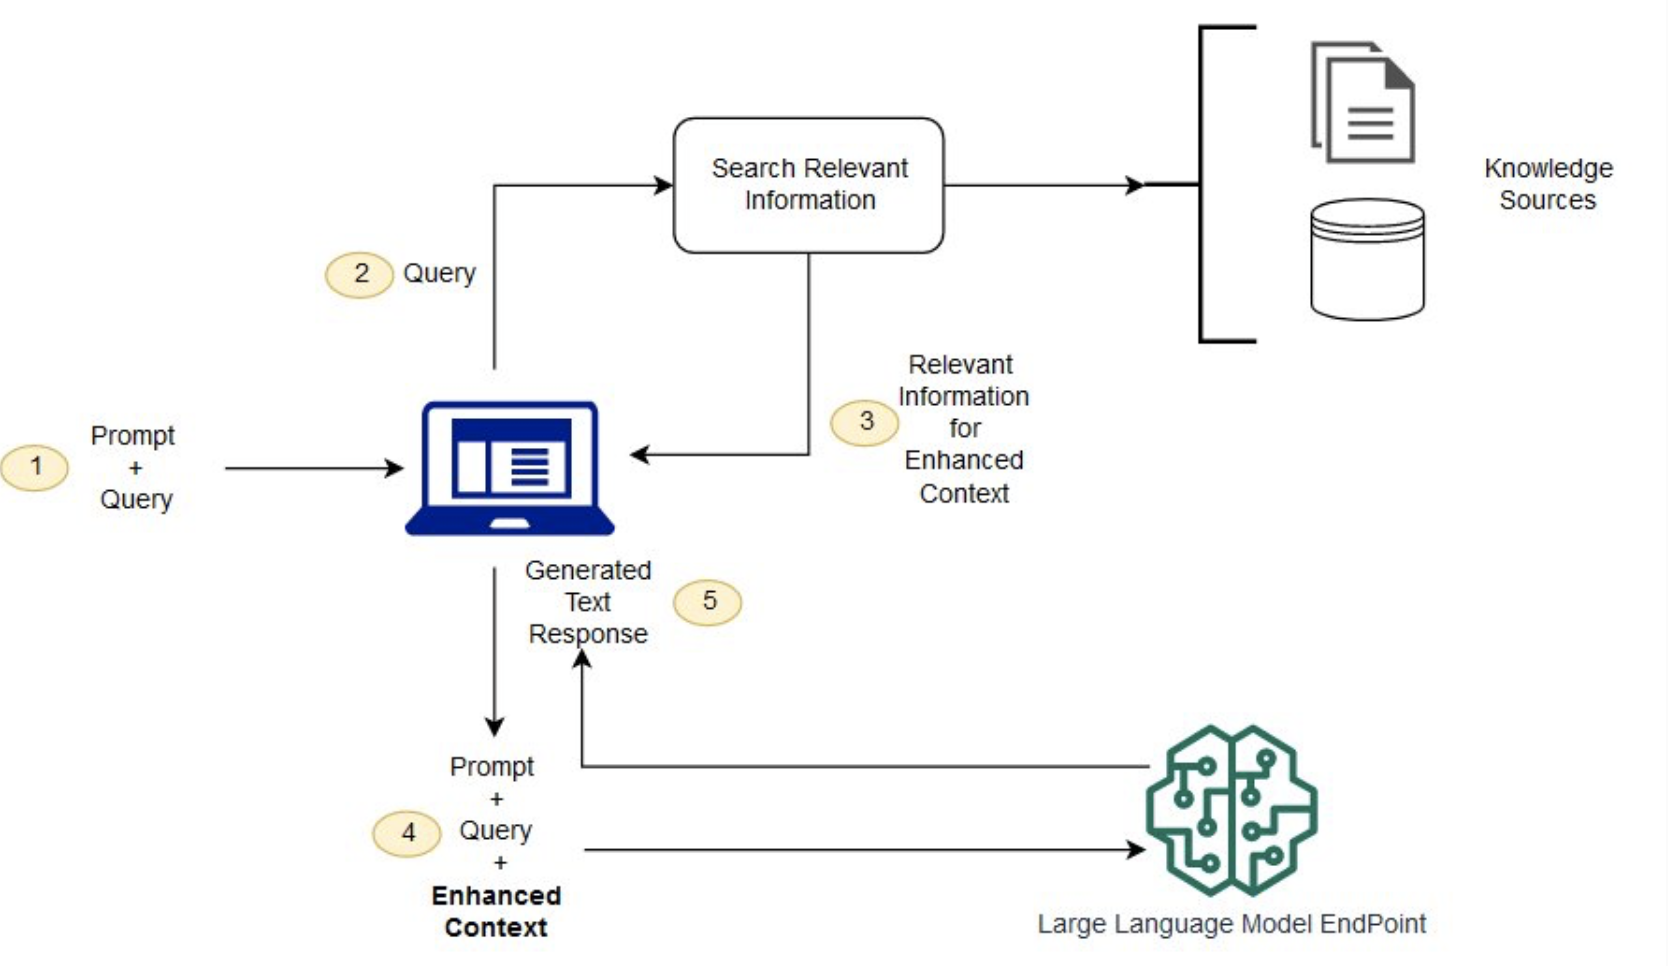 Search Relevant
Information
Knowledge
Sources
2 Query
1
Prompt
+
Query
3
Relevant
Information
for
Enhanced
Context
Generated
Text
Response
5
4
Prompt
+
Query
+
Enhanced
Context
Large Language Model EndPoint